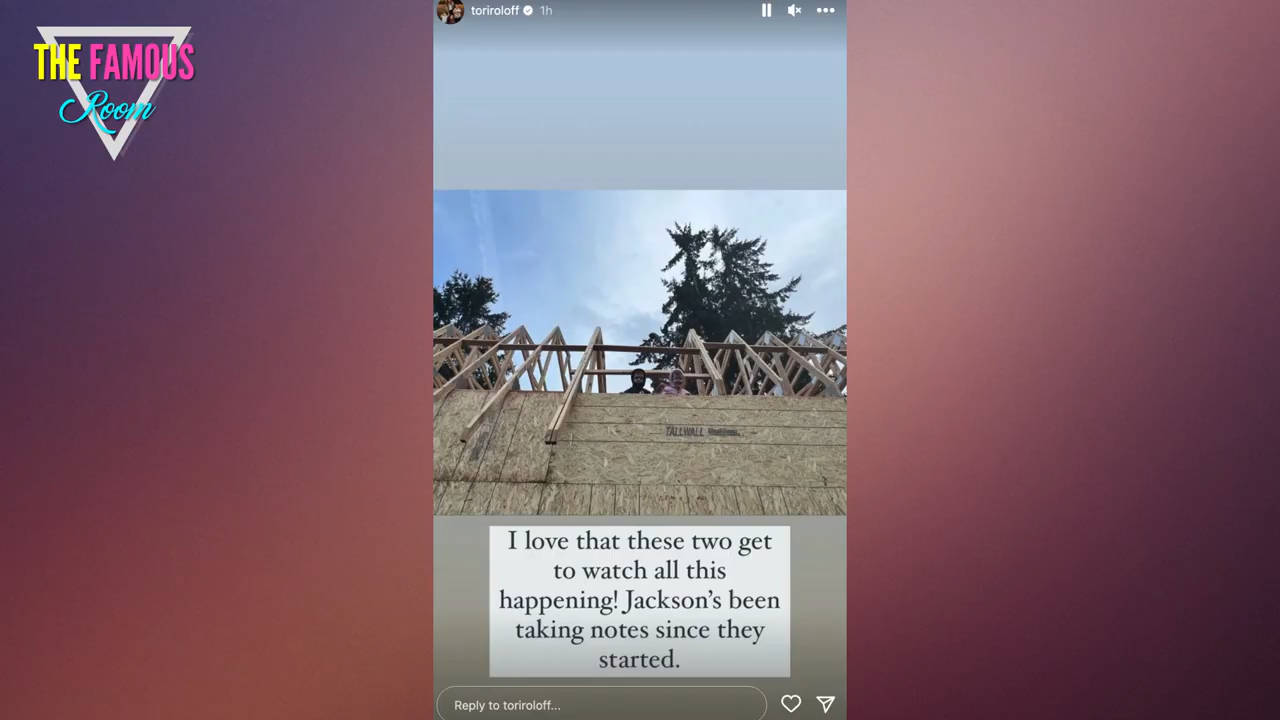 THE FAMOUS
Room
toriroloff 1h
TALLWALL
I love that these two get
to watch all this
happening! Jackson’s been
taking notes since they
started.
Reply to toriroloff...